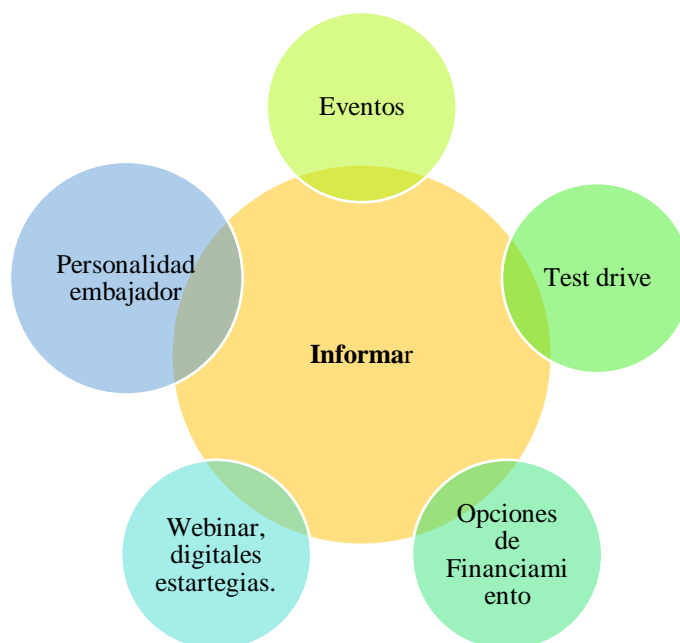 Eventos
Personalidad
embajador
Test drive
Informar
Webinar,
digitales
estartegias.
Opciones
de
Financiami
ento